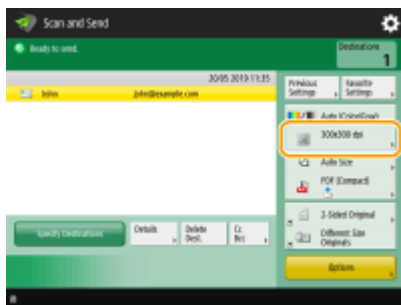 Scan and Send
Ready to send.
Destinations
1
20/05 2019 11:35
John
john@example.com
Previous
Settings
Favorite
Settings
Auto (Color/Gray)
300x300 dpi
Auto Size
PDF (Compact)
2-Sided Original
Different Size
Originals
Specify Destinations
Details
Delete
Dest.
Cc
Bcc
Options